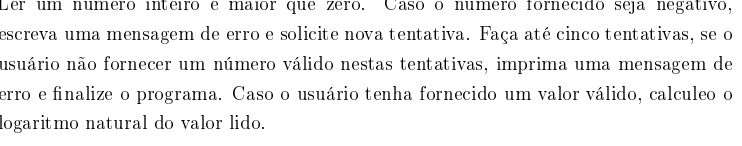 Ler um número inteiro e maior que zero. Caso o número fornecido seja negativo,
escreva uma mensagem de erro e solicite nova tentativa. Faça até cinco tentativas, se o
usuário não fornecer um número válido nestas tentativas, imprima uma mensagem de
erro e finalize o programa. Caso o usuário tenha fornecido um valor válido, calculeo o
logaritmo natural do valor lido.